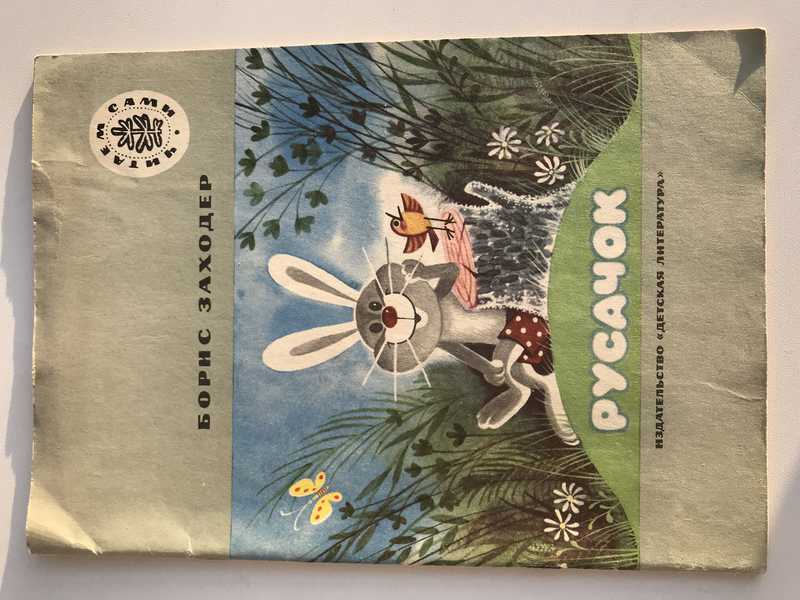 ЧИТАЕМ САМИ •
БОРИС ЗАХОДЕР
РУСАЧОК
ИЗДАТЕЛЬСТВО «ДЕТСКАЯ ЛИТЕРАТУРА»